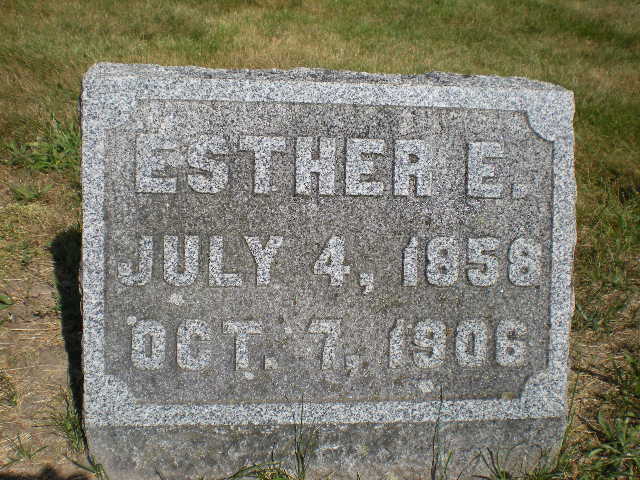 ESTHER E.
JULY 4, 1858
OCT. 7, 1906